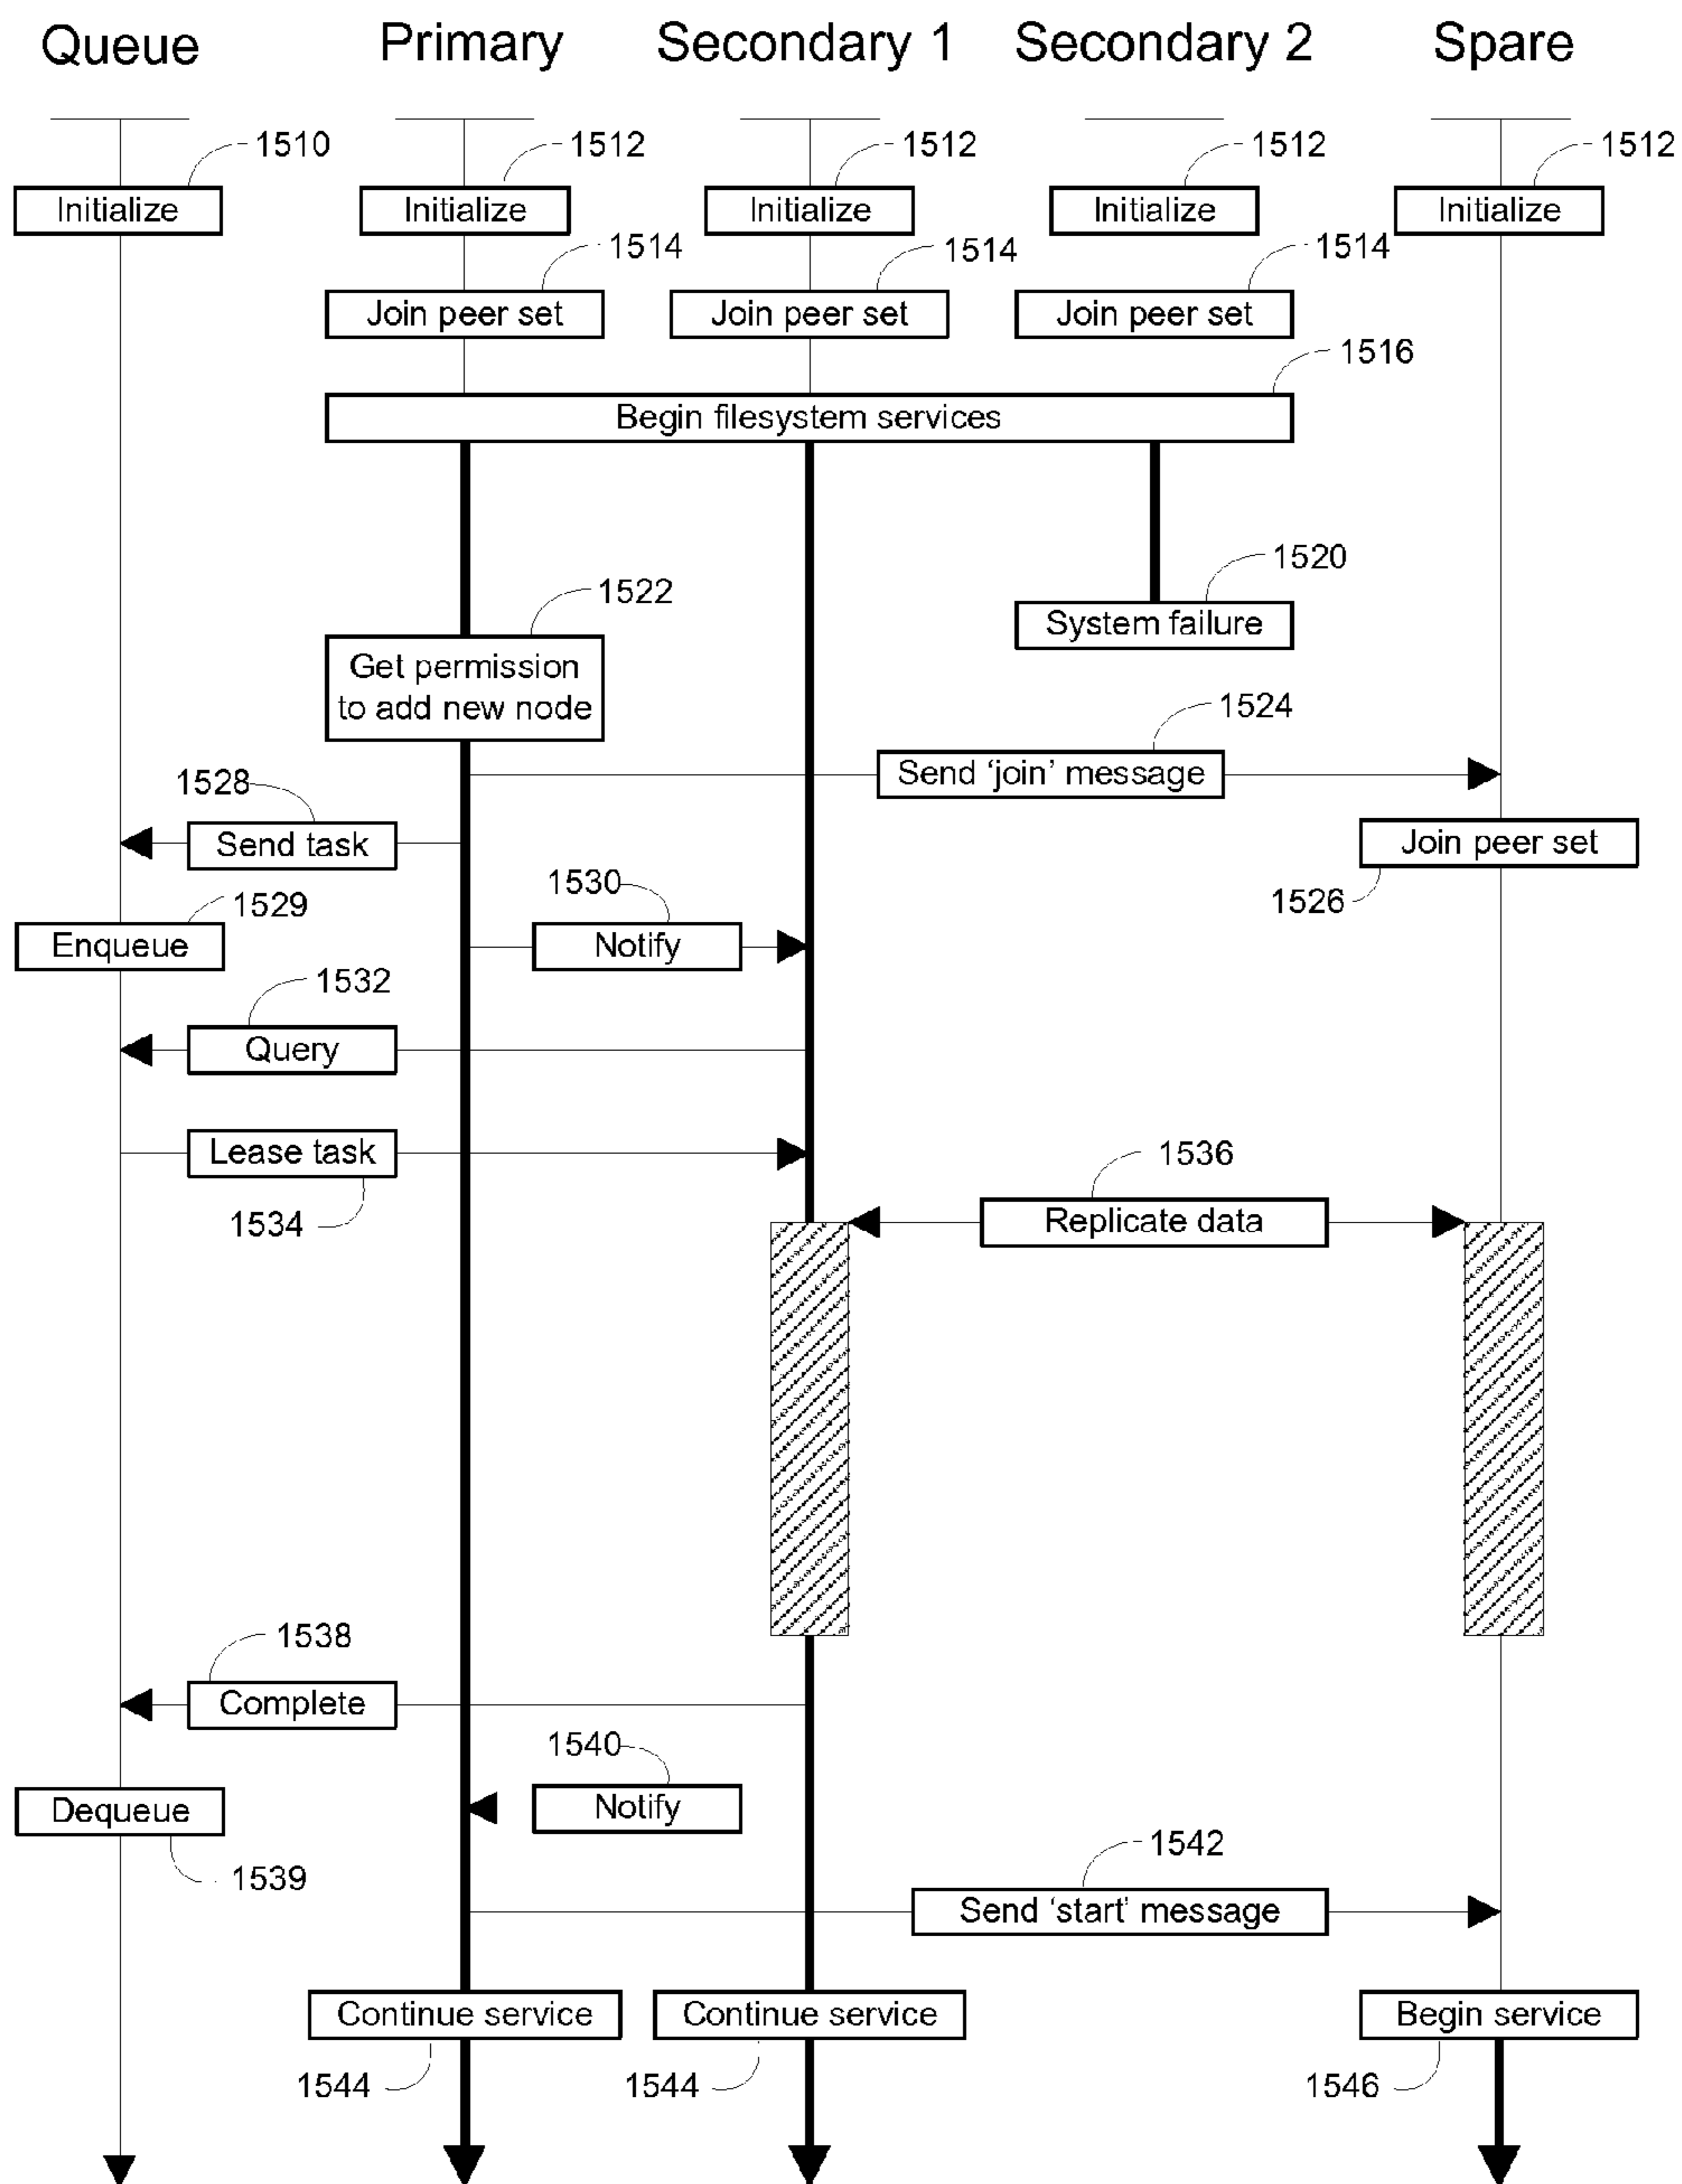 Queue Primary Secondary 1 Secondary 2 Spare
1510 1512 1512 1512 1512
Initialize Initialize Initialize Initialize Initialize
1514 1514 1514
Join peer set Join peer set Join peer set
1516
Begin filesystem services
1520
1522
System failure
Get permission
to add new node
1524
Send ‘join’ message
1528
Send task
Join peer set
1530
1526
1529
Enqueue Notify
1532
Query
Lease task
1536
1534
Replicate data
1538
Complete
1540
Dequeue Notify
1542
1539
Send ‘start’ message
Continue service Continue service Begin service
1544 1544 1546